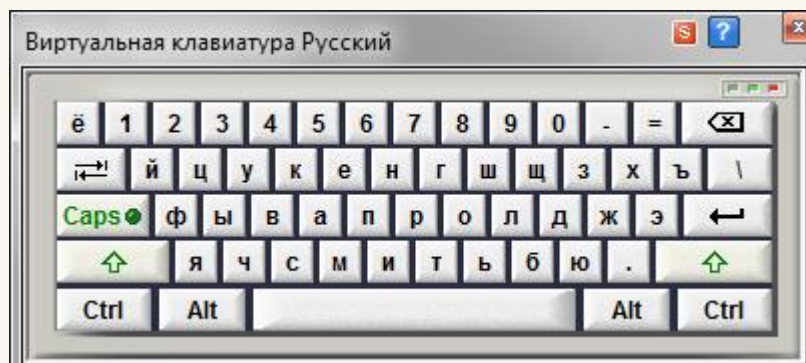 Виртуальная клавиатура Русский S ? x
ё 1 2 3 4 5 6 7 8 9 0 - =
й ц у к е н г ш щ з х ъ \
Caps ф ы в а п р о л д ж э
я ч с м и т ь б ю .
Ctrl Alt Alt Ctrl